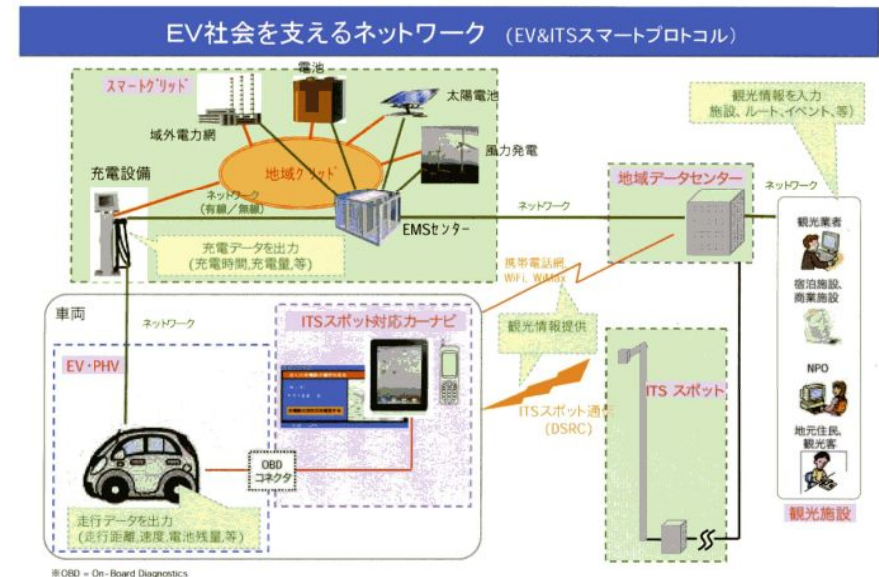 EV社会を支えるネットワーク (EV&ITSスマートプロトコル)
スマートグリッド
電池
太陽電池
域外電力網
風力発電
地域グリッド
充電設備
ネットワーク
(有線／無線)
EMSセンター
充電データを出力
(充電時間,充電量,等)
ネットワーク
地域データセンター
ネットワーク
観光情報を入力
施設、ルート、イベント、等)
観光業者
宿泊施設、
商業施設
NPO
地元住民、
観光客
観光施設
携帯電話網
WiFi、WiMax
観光情報提供
ITSスポット通信
(DSRC)
ITS スポット
車両
ネットワーク
ITSスポット対応カーナビ
EV・PHV
OBD
コネクタ
走行データを出力
(走行距離,速度,電池残量,等)
※OBD = On-Board Diagnostics